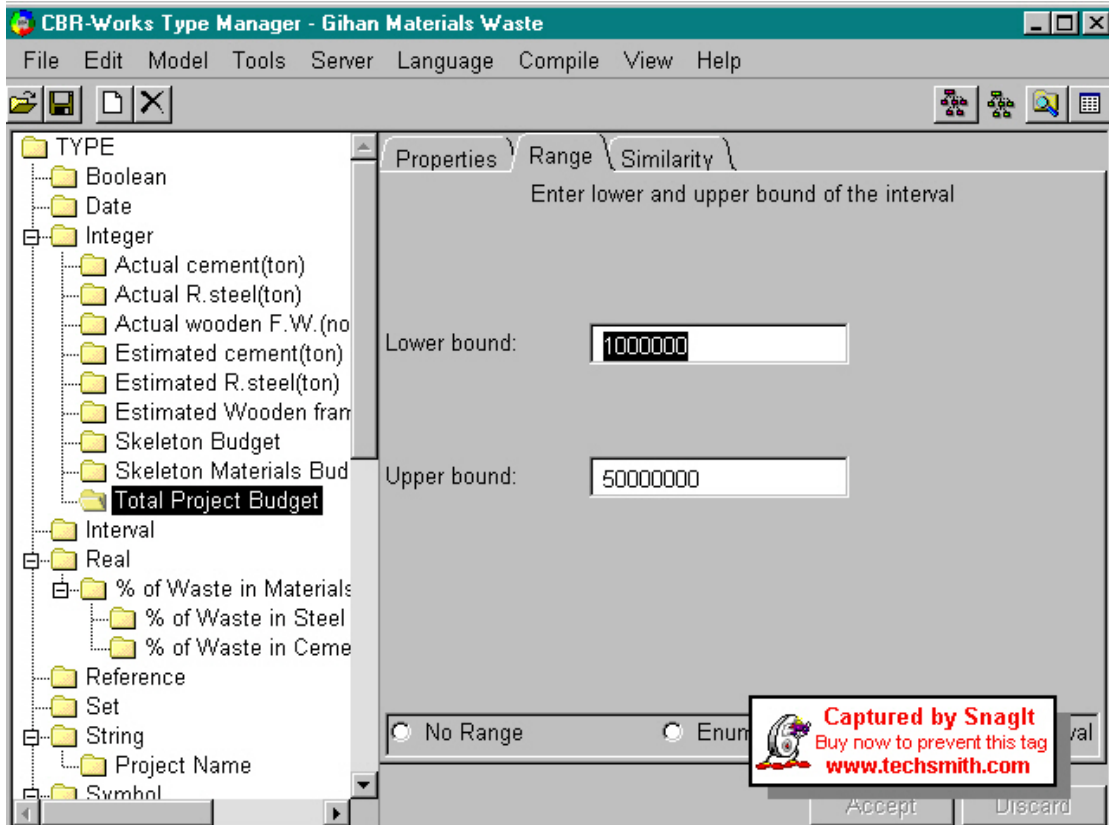 CBR-Works Type Manager - Gihan Materials Waste
File Edit Model Tools Server Language Compile View Help
TYPE
Boolean
Date
Integer
Actual cement(ton)
Actual R.steel(ton)
Actual wooden F.W.(no
Estimated cement(ton)
Estimated R.steel(ton)
Estimated Wooden fram
Skeleton Budget
Skeleton Materials Bud
Total Project Budget
Interval
Real
% of Waste in Materials
% of Waste in Steel
% of Waste in Ceme
Reference
Set
String
Project Name
Symbol
Properties Range Similarity
Enter lower and upper bound of the interval
Lower bound: 1000000
Upper bound: 50000000
No Range Enum val
Captured by SnagIt
Buy now to prevent this tag
www.techsmith.com
Accept Discard